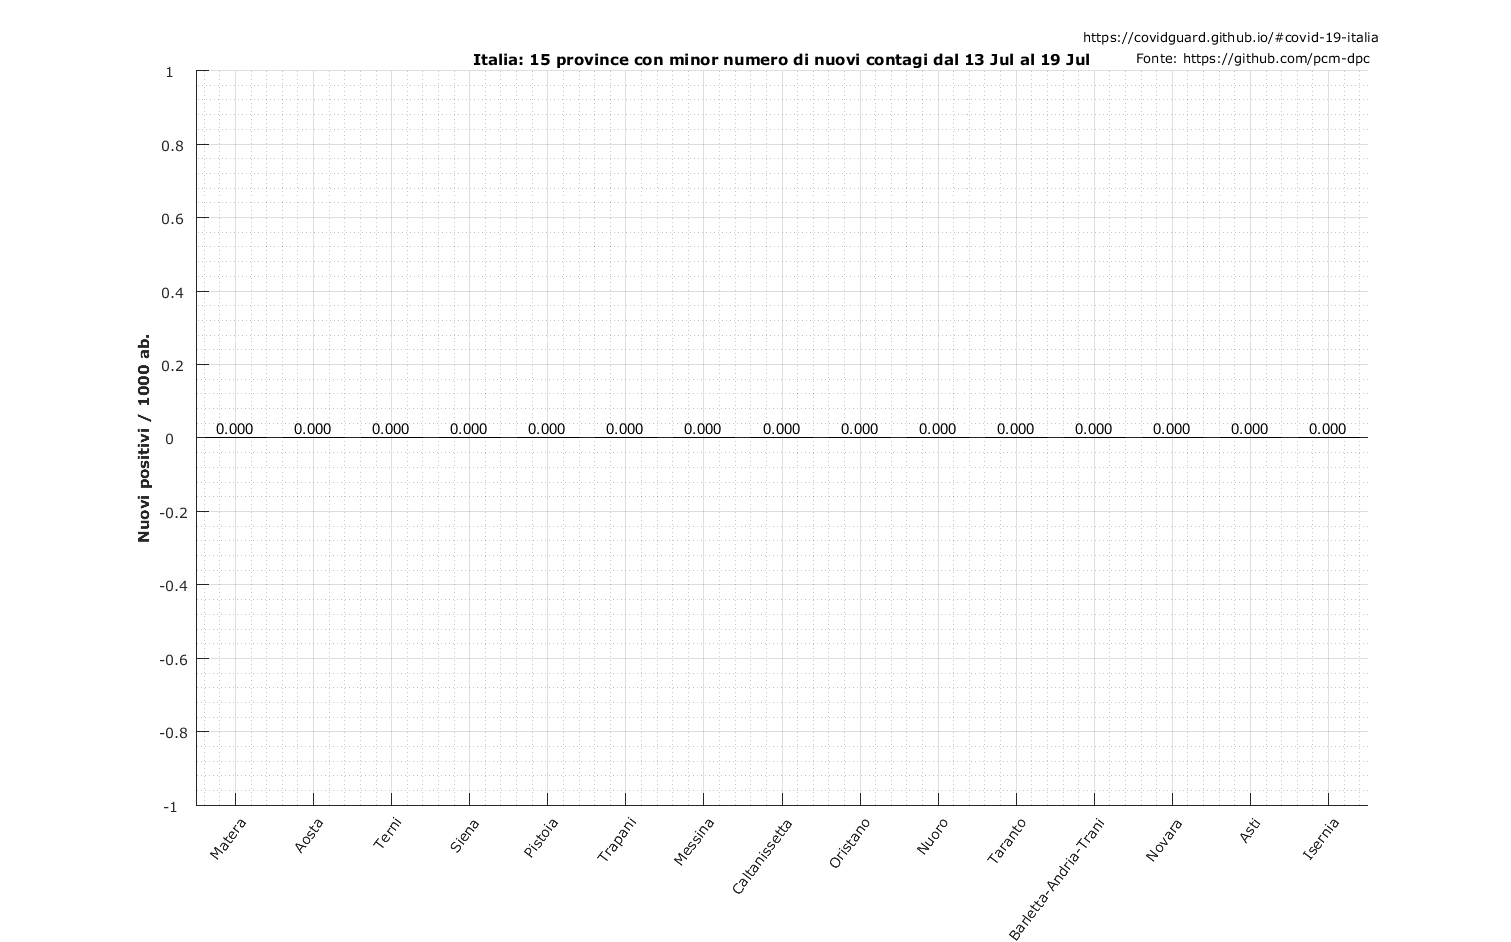 https://covidguard.github.io/#covid-19-italia
Italia: 15 province con minor numero di nuovi contagi dal 13 Jul al 19 Jul
Fonte: https://github.com/pcm-dpc
Nuovi positivi / 1000 ab.
1
0.8
0.6
0.4
0.2
0
-0.2
-0.4
-0.6
-0.8
-1
0.000 0.000 0.000 0.000 0.000 0.000 0.000 0.000 0.000 0.000 0.000 0.000 0.000 0.000 0.000
Matera
Aosta
Terni
Siena
Pistoia
Trapani
Messina
Caltanissetta
Oristano
Nuoro
Taranto
Barletta-Andria-Trani
Novara
Asti
Isernia